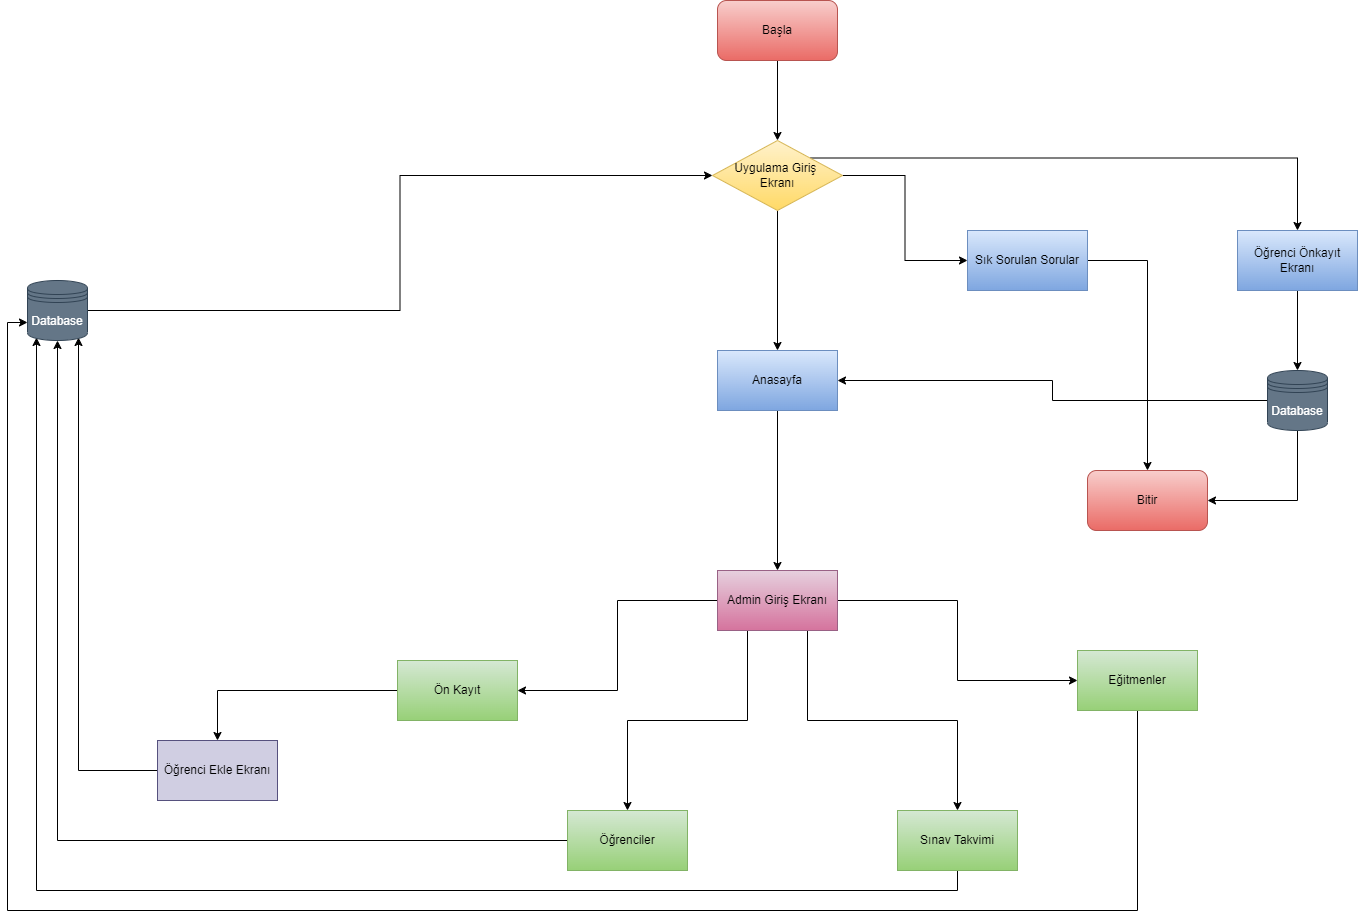 Başla
Uygulama Giriş
Ekranı
Sık Sorulan Sorular
Öğrenci Önkayıt
Ekranı
Database
Anasayfa
Database
Bitir
Admin Giriş Ekranı
Ön Kayıt
Eğitmenler
Öğrenci Ekle Ekranı
Öğrenciler
Sınav Takvimi